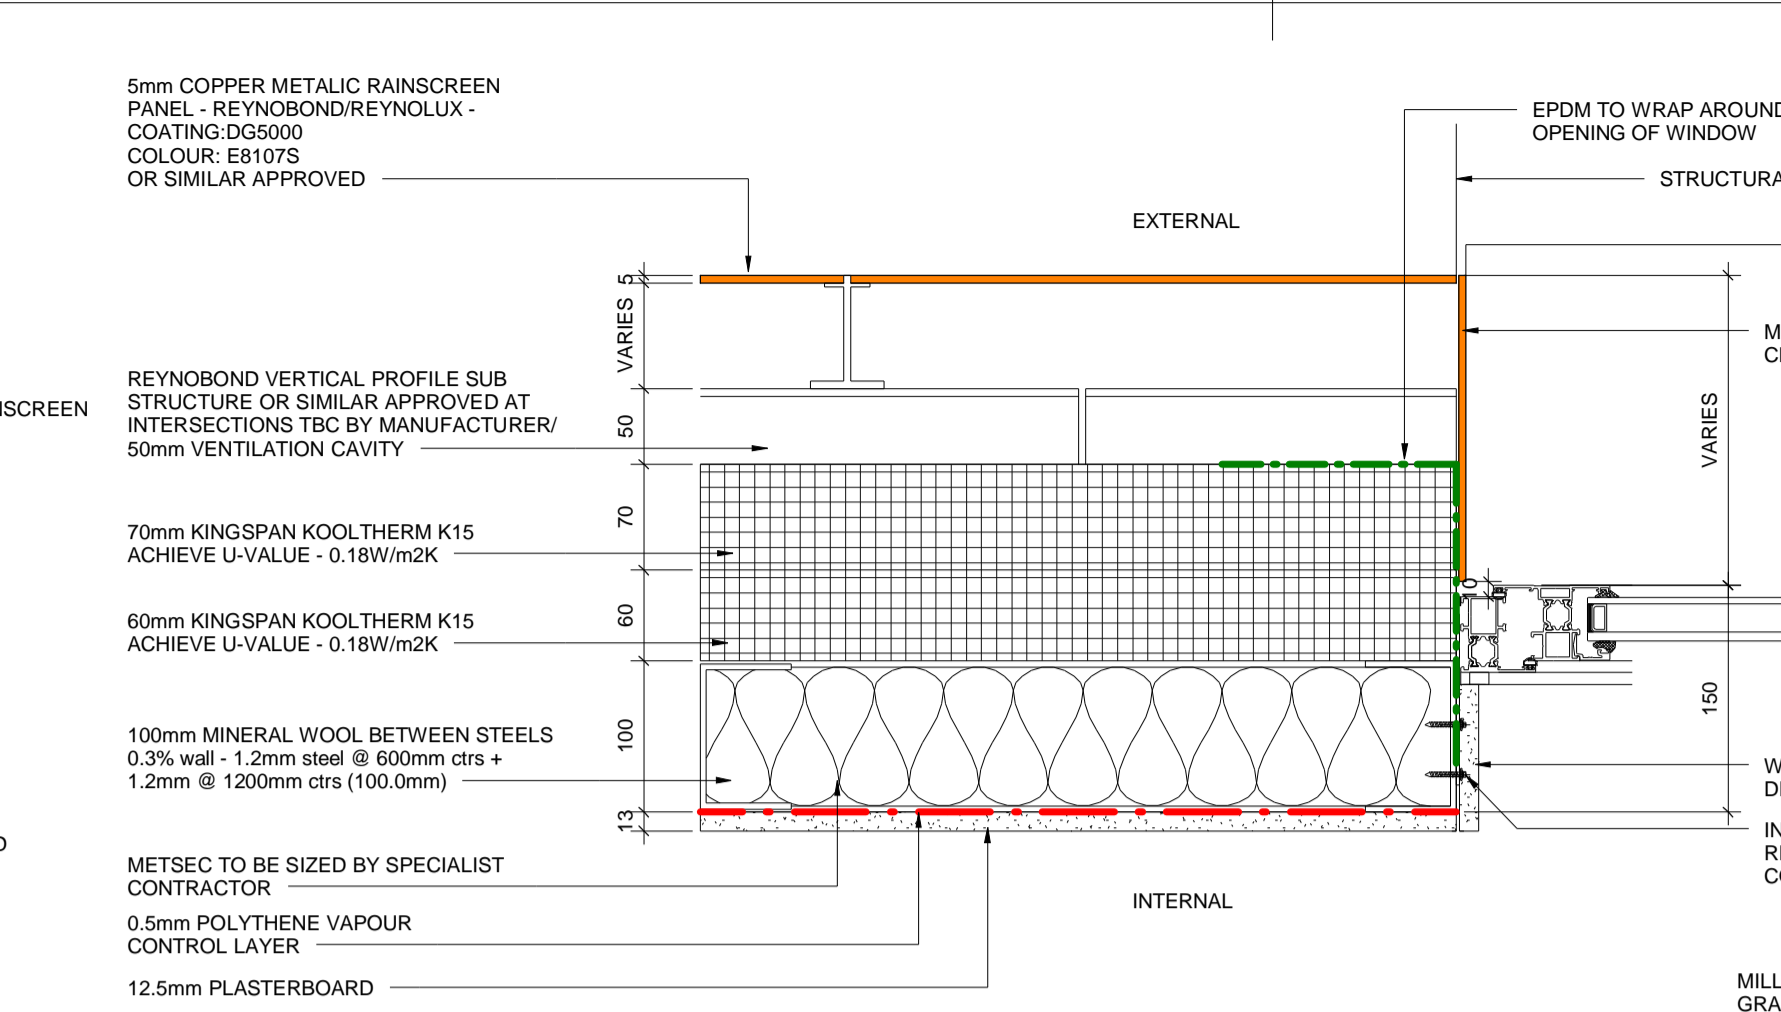 5mm COPPER METALIC RAINSCREEN
PANEL - REYNOBOND/REYNOLUX -
COATING:DG5000
COLOUR: E8107S
OR SIMILAR APPROVED
EPDM TO WRAP AROUND
OPENING OF WINDOW
STRUCTURA
EXTERNAL
5
VARIES
REYNOBOND VERTICAL PROFILE SUB
STRUCTURE OR SIMILAR APPROVED AT
INTERSECTIONS TBC BY MANUFACTURER/
50mm VENTILATION CAVITY
NSCREEN
50
M
VARIES
70mm KINGSPAN KOOLTHERM K15
ACHIEVE U-VALUE - 0.18W/m2K
70
60mm KINGSPAN KOOLTHERM K15
ACHIEVE U-VALUE - 0.18W/m2K
60
150
100mm MINERAL WOOL BETWEEN STEELS
0.3% wall - 1.2mm steel @ 600mm ctrs +
1.2mm @ 1200mm ctrs (100.0mm)
100
W
13
IN
METSEC TO BE SIZED BY SPECIALIST
CONTRACTOR
0.5mm POLYTHENE VAPOUR
CONTROL LAYER
INTERNAL
12.5mm PLASTERBOARD
MILL
GRA